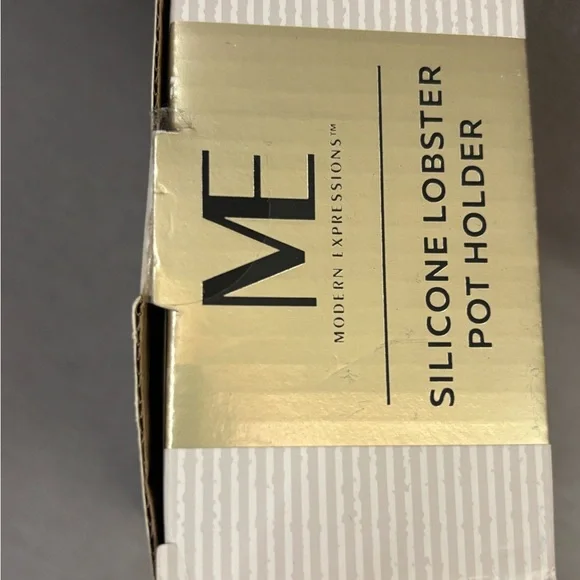 ME
MODERN EXPRESSIONS™
SILICONE LOBSTER
POT HOLDER